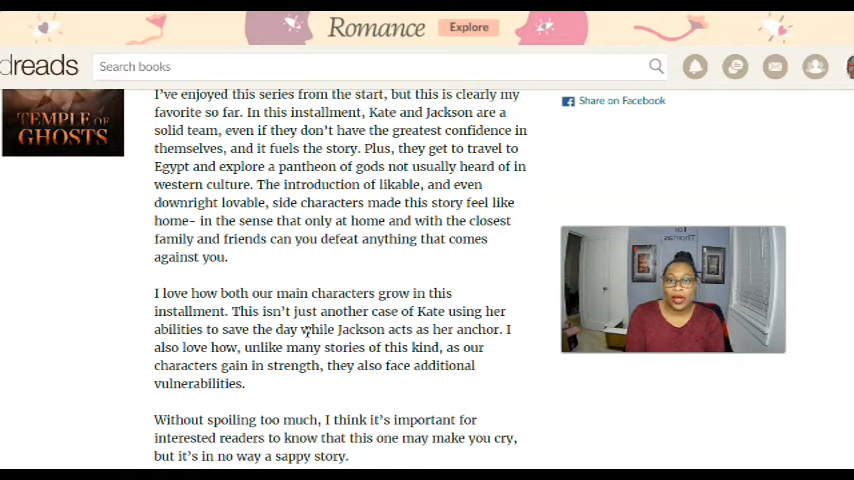 Romance
Explore
dreads
Search books
TEMPLE OF
GHOSTS
I've enjoyed this series from the start, but this is clearly my
favorite so far. In this installment, Kate and Jackson are a
solid team, even if they don't have the greatest confidence in
themselves, and it fuels the story. Plus, they get to travel to
Egypt and explore a pantheon of gods not usually heard of in
western culture. The introduction of likable, and even
downright lovable, side characters made this story feel like
home- in the sense that only at home and with the closest
family and friends can you defeat anything that comes
against you.
I love how both our main characters grow in this
installment. This isn't just another case of Kate using her
abilities to save the day while Jackson acts as her anchor. I
also love how, unlike many stories of this kind, as our
characters gain in strength, they also face additional
vulnerabilities.
Without spoiling too much, I think it's important for
interested readers to know that this one may make you cry,
but it's in no way a sappy story.
Share on Facebook